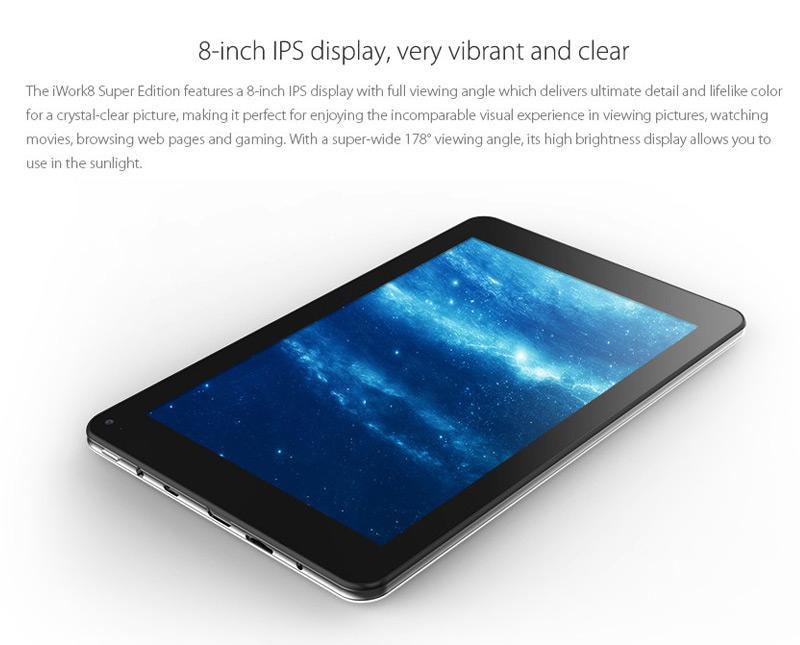 8-inch IPS display, very vibrant and clear
The iWork8 Super Edition features a 8-inch IPS display with full viewing angle which delivers ultimate detail and lifelike color
for a crystal-clear picture, making it perfect for enjoying the incomparable visual experience in viewing pictures, watching
movies, browsing web pages and gaming. With a super-wide 178° viewing angle, its high brightness display allows you to
use in the sunlight.